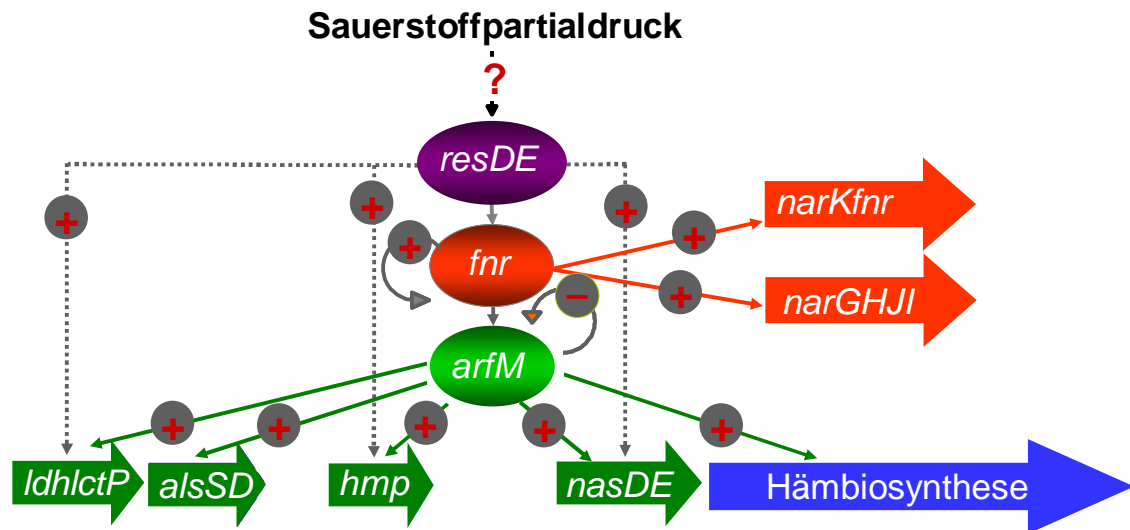 Sauerstoffpartialdruck
?
resDE
+ + +
narKfnr
+
+
fnr
+
narGHJI
−
arfM
+ + + + +
ldhlctP alsSD hmp nasDE Hämbiosynthese